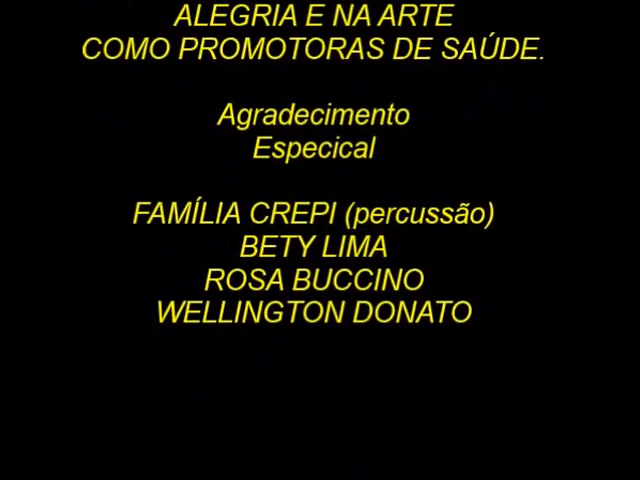 ALEGRIA E NA ARTE
COMO PROMOTORAS DE SAÚDE.
Agradecimento
Especical
FAMÍLIA CREPI (percussão)
BETY LIMA
ROSA BUCCINO
WELLINGTON DONATO